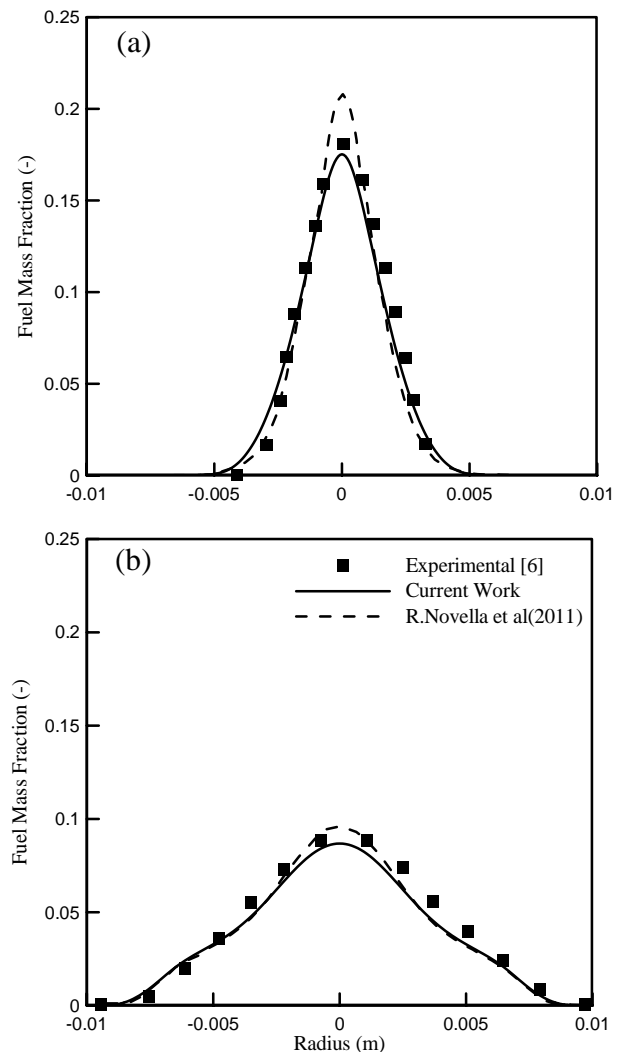 (a)
Fuel Mass Fraction (-)
0.25
0.2
0.15
0.1
0.05
0
-0.01
-0.005
0
0.005
0.01
(b)
Experimental [6]
Current Work
R.Novella et al(2011)
Fuel Mass Fraction (-)
0.25
0.2
0.15
0.1
0.05
0
-0.01
-0.005
0
0.005
0.01
Radius (m)